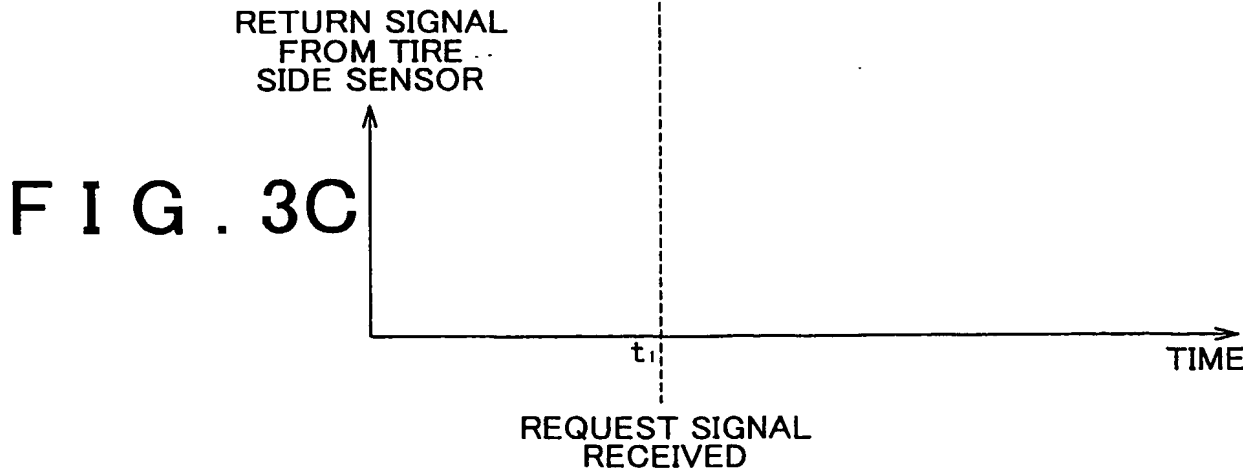 RETURN SIGNAL
FROM TIRE
SIDE SENSOR
FIG. 3C
t1
TIME
REQUEST SIGNAL
RECEIVED